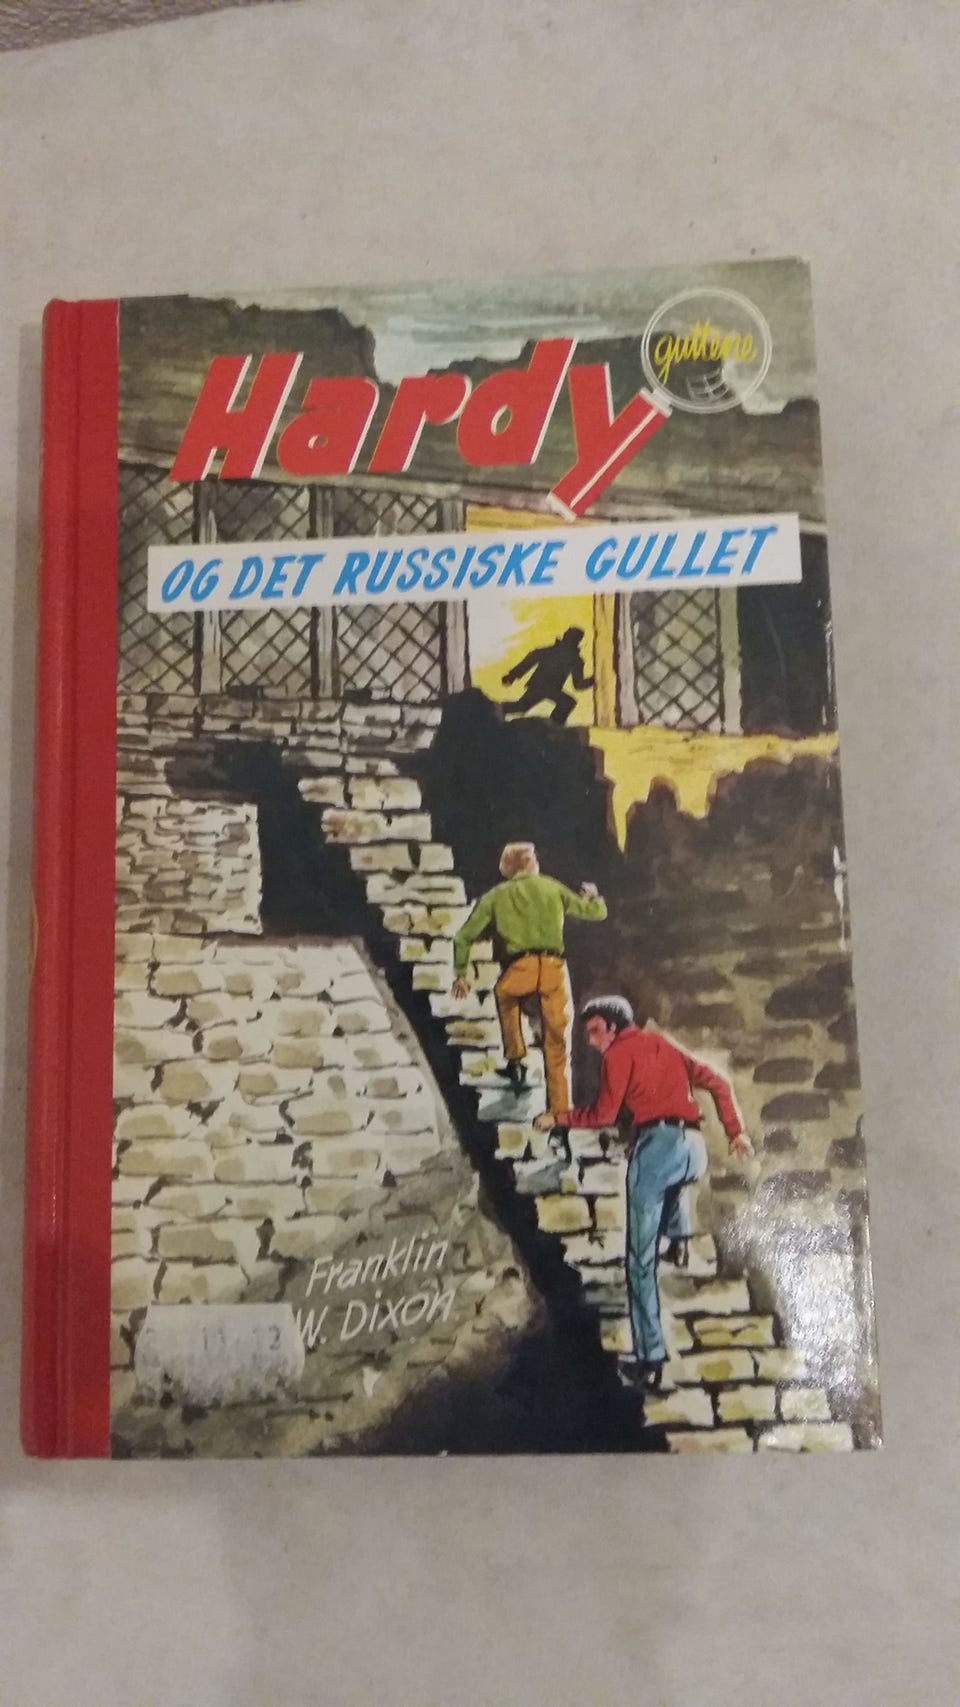 Hardy
guttene
OG DET RUSSISKE GULLET
Franklin
W. Dixon